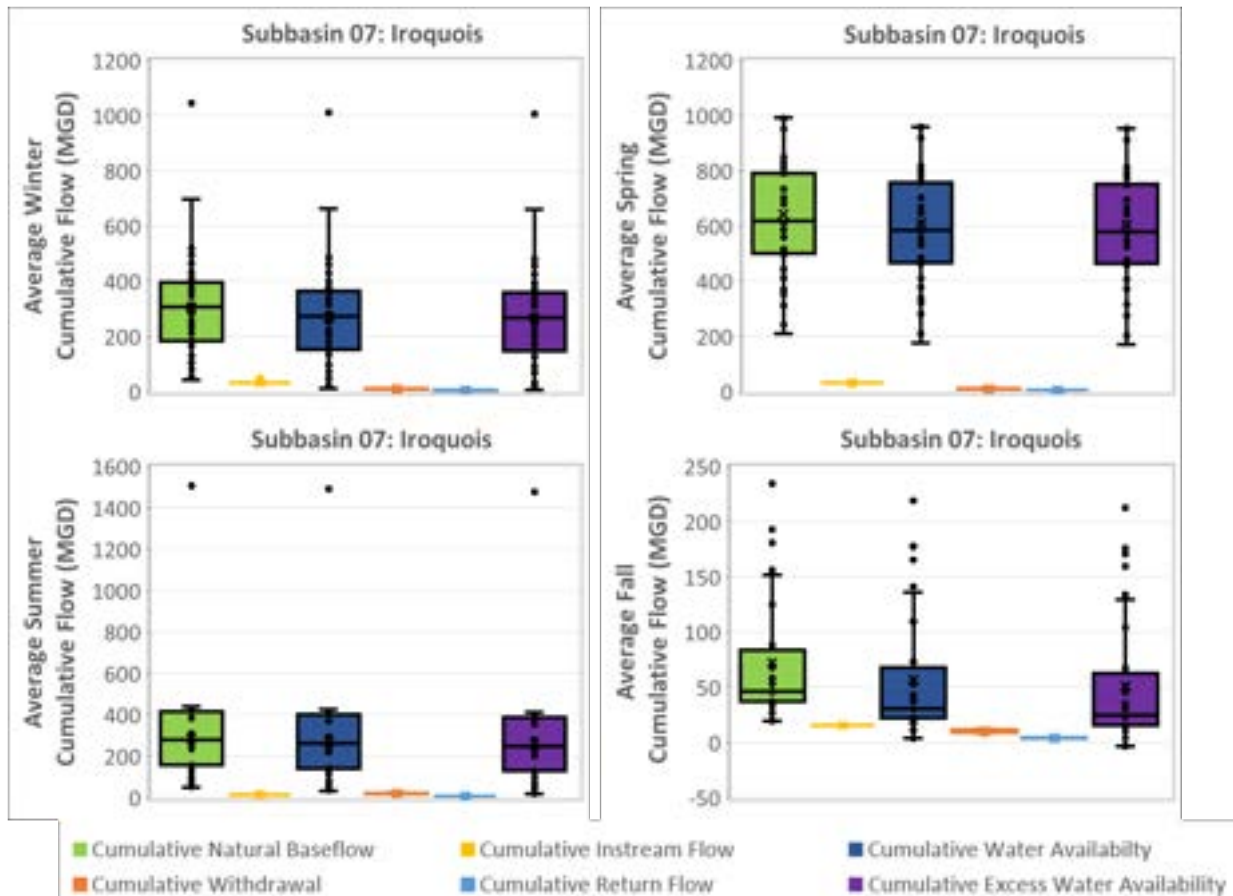 Subbasin 07: Iroquois
Average Winter
Cumulative Flow (MGD)
1200
1000
800
600
400
200
0
Subbasin 07: Iroquois
Average Spring
Cumulative Flow (MGD)
1200
1000
800
600
400
200
0
Subbasin 07: Iroquois
Average Summer
Cumulative Flow (MGD)
1600
1400
1200
1000
800
600
400
200
0
Subbasin 07: Iroquois
Average Fall
Cumulative Flow (MGD)
250
200
150
100
50
0
-50
Cumulative Natural Baseflow
Cumulative Instream Flow
Cumulative Water Availabilty
Cumulative Withdrawal
Cumulative Return Flow
Cumulative Excess Water Availability